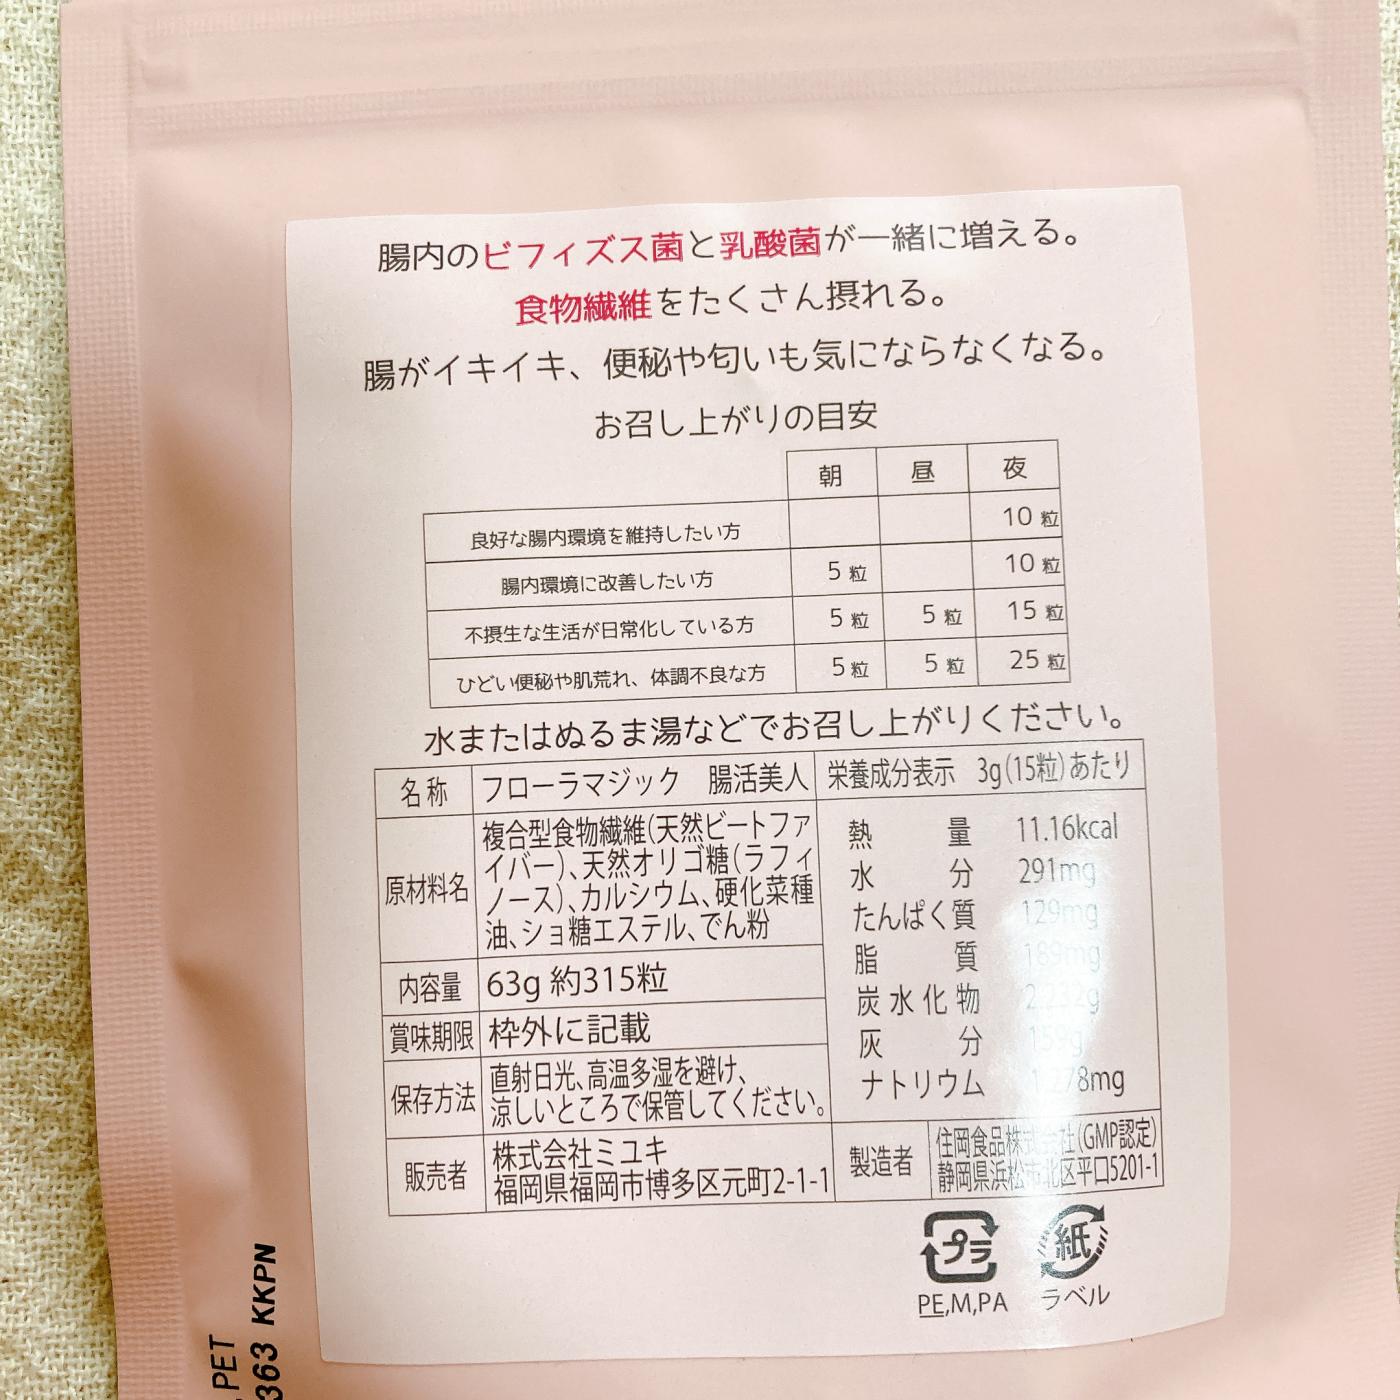 腸内のビフィズス菌と乳酸菌が一緒に増える。
食物繊維をたくさん摂れる。
腸がイキイキ、便秘や匂いも気にならなくなる。
お召し上がりの目安
朝 昼 夜
良好な腸内環境を維持したい方 10 粒
腸内環境に改善したい方 5 粒 10 粒
不摂生な生活が日常化している方 5 粒 5 粒 15 粒
ひどい便秘や肌荒れ、体調不良な方 5 粒 5 粒 25 粒
水またはぬるま湯などでお召し上がりください。
名称 フローラマジック 腸活美人
原材料名 複合型食物繊維(天然ビートファ
イバー)、天然オリゴ糖(ラフィ
ノース)、カルシウム、硬化菜種
油、ショ糖エステル、でん粉
内容量 63g 約315粒
賞味期限 枠外に記載
保存方法 直射日光、高温多湿を避け、
涼しいところで保管してください。
販売者 株式会社ミユキ
福岡県福岡市博多区元町2-1-1
栄養成分表示 3g(15粒)あたり
熱量 11.16kcal
水分 291mg
たんぱく質 129mg
脂質 189mg
炭水化物
灰分
ナトリウム
製造者 住岡食品株式会社(GMP認定)
静岡県浜松市北区平口5201-1
プラ 紙
PE,M,PA ラベル
PET
363 KKPN